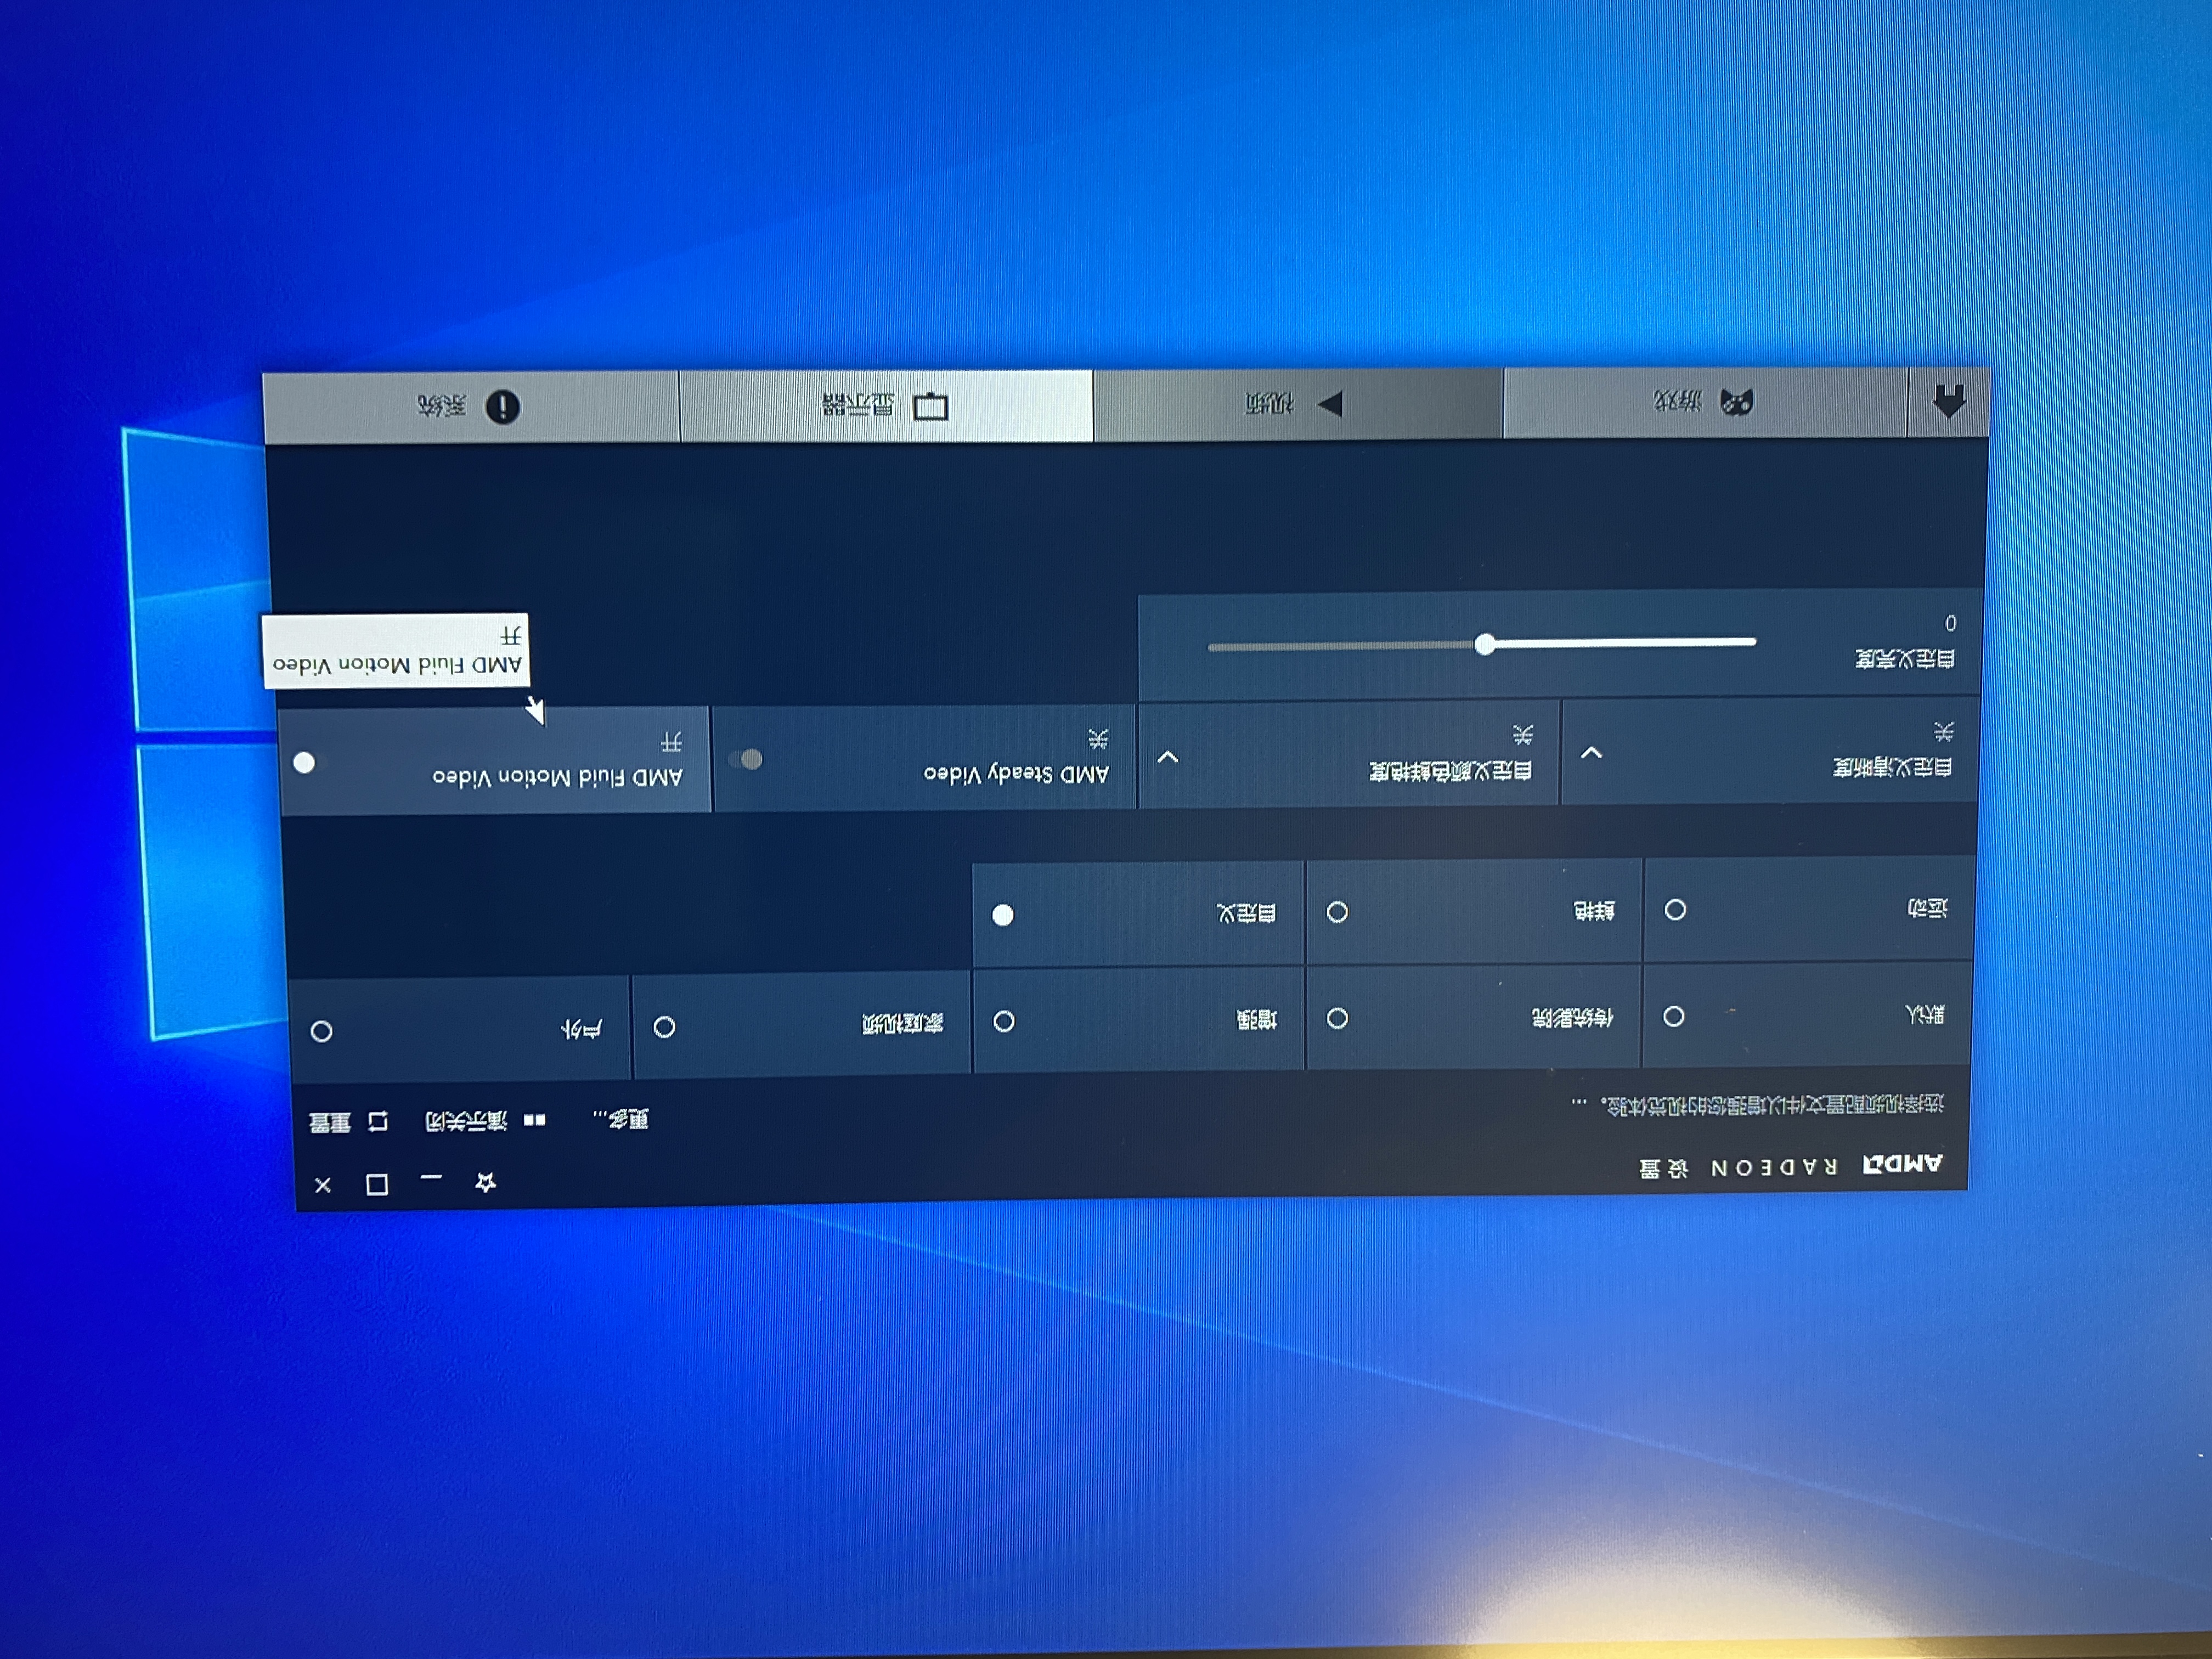 AMD RADEON 设置
选择视频配置文件以增强您的视觉体验。...
更多... 演示关闭 重置
默认 传统影院 增强 家庭视频 户外
运动 鲜艳 自定义
自定义清晰度
关
自定义颜色鲜艳度
关
AMD Steady Video
关
AMD Fluid Motion Video
开
自定义亮度
0
AMD Fluid Motion Video
开
游戏 视频 显示器 系统